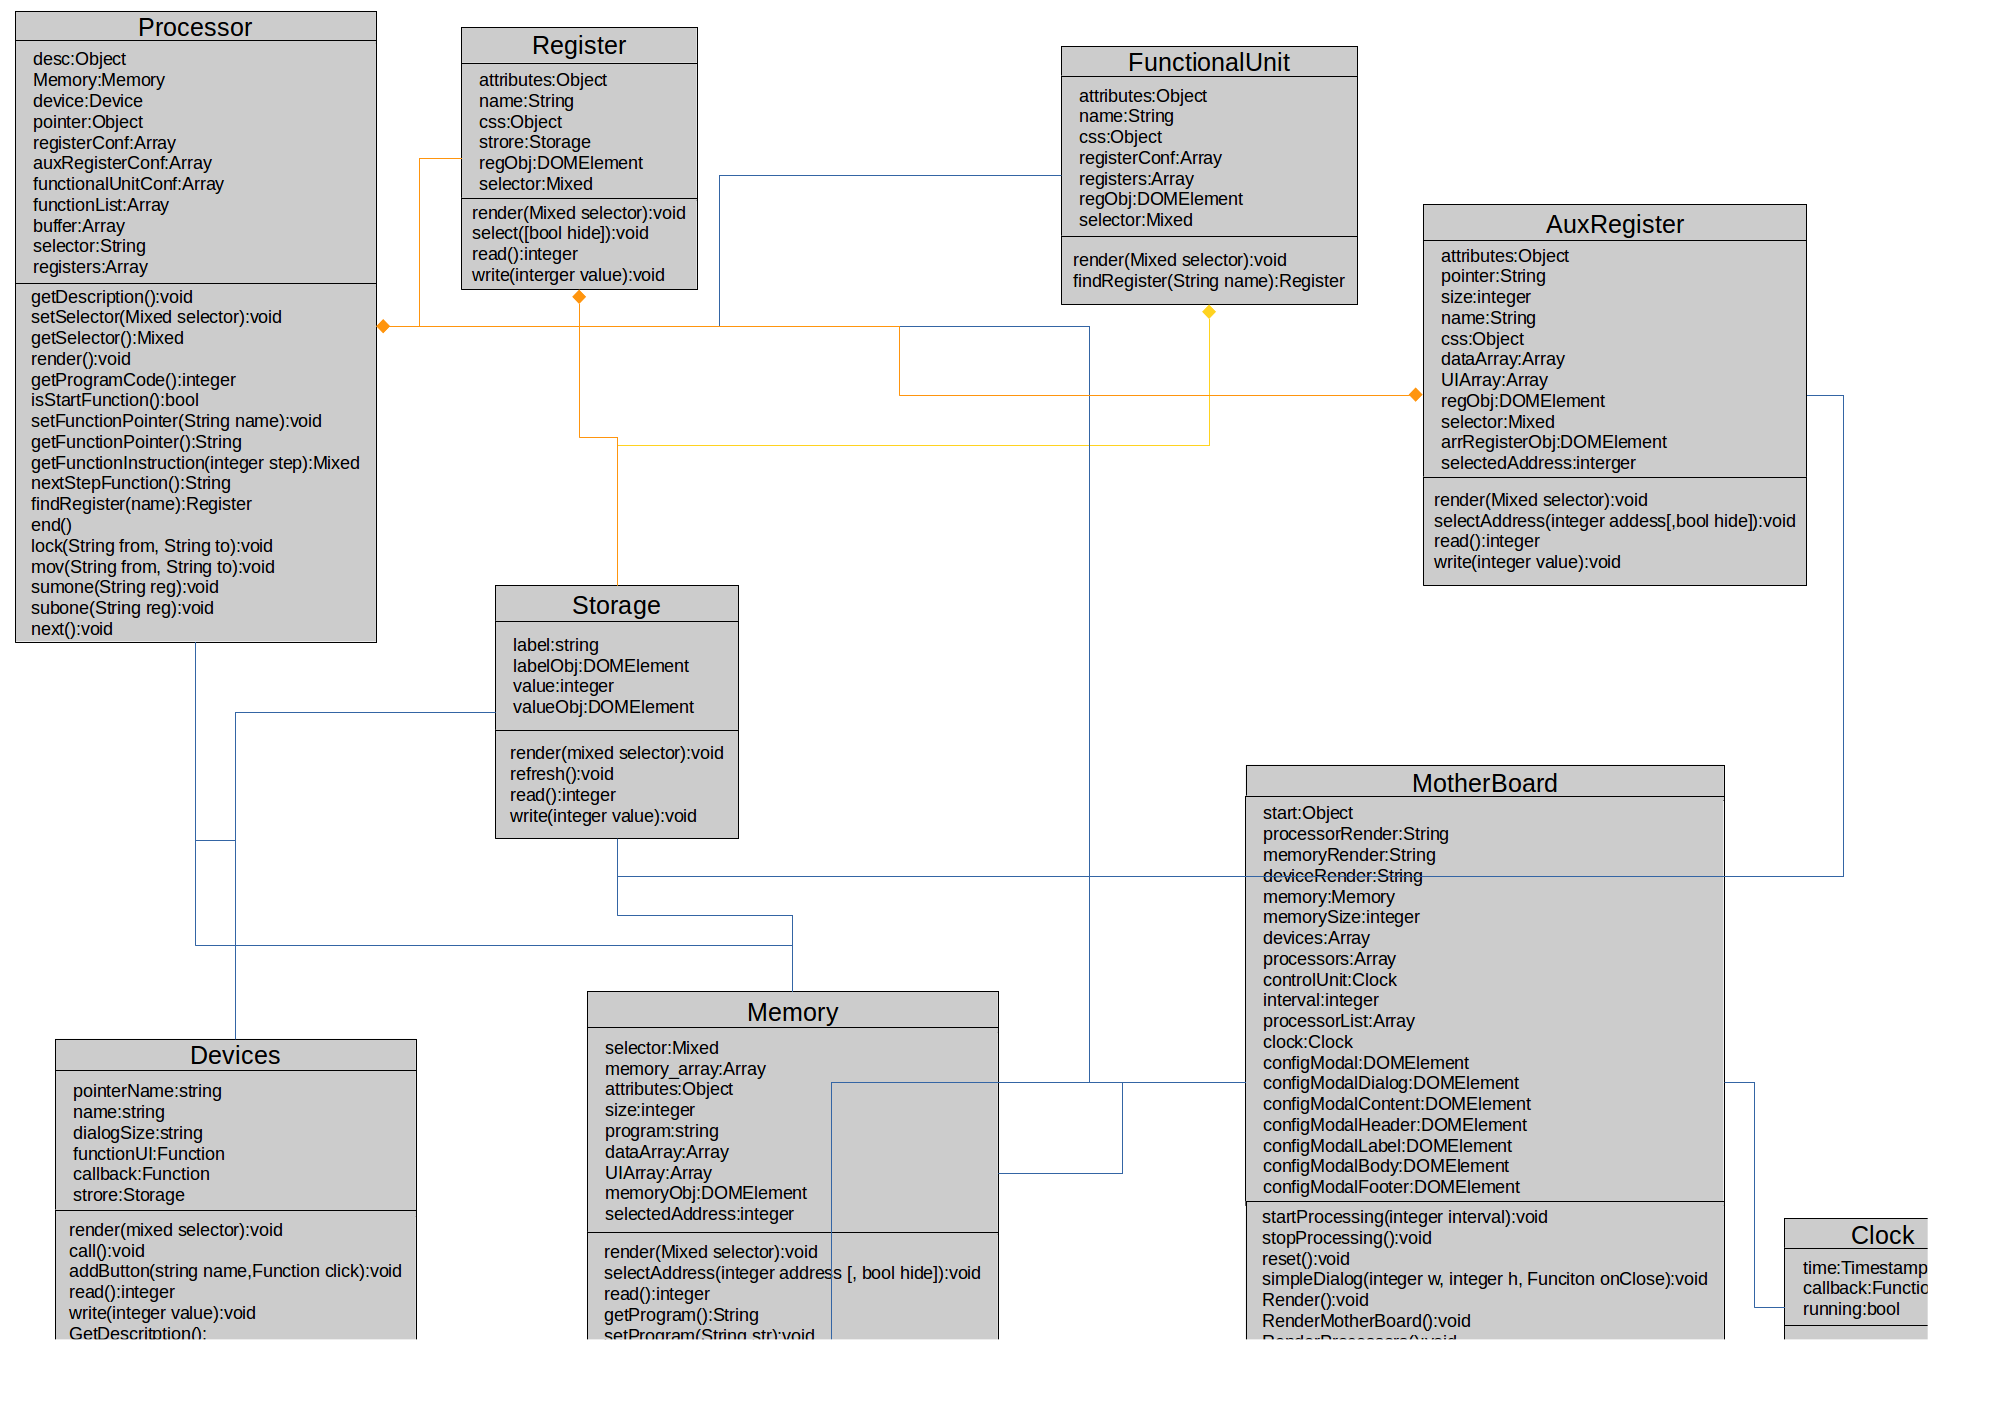 Processor
desc:Object
Memory:Memory
device:Device
pointer:Object
registerConf:Array
auxRegisterConf:Array
functionalUnitConf:Array
functionList:Array
buffer:Array
selector:String
registers:Array
getDescription():void
setSelector(Mixed selector):void
getSelector():Mixed
render():void
getProgramCode():integer
isStartFunction():bool
setFunctionPointer(String name):void
getFunctionPointer():String
getFunctionInstruction(integer step):Mixed
nextStepFunction():String
findRegister(name):Register
end()
lock(String from, String to):void
mov(String from, String to):void
sumone(String reg):void
subone(String reg):void
next():void
Register
attributes:Object
name:String
css:Object
strore:Storage
regObj:DOMElement
selector:Mixed
render(Mixed selector):void
select([bool hide]):void
read():integer
write(interger value):void
FunctionalUnit
attributes:Object
name:String
css:Object
registerConf:Array
registers:Array
regObj:DOMElement
selector:Mixed
render(Mixed selector):void
findRegister(String name):Register
AuxRegister
attributes:Object
pointer:String
size:integer
name:String
css:Object
dataArray:Array
UIArray:Array
regObj:DOMElement
selector:Mixed
arrRegisterObj:DOMElement
selectedAddress:interger
render(Mixed selector):void
selectAddress(integer addess[,bool hide]):void
read():integer
write(integer value):void
Storage
label:string
labelObj:DOMElement
value:integer
valueObj:DOMElement
render(mixed selector):void
refresh():void
read():integer
write(integer value):void
MotherBoard
start:Object
processorRender:String
memoryRender:String
deviceRender:String
memory:Memory
memorySize:integer
devices:Array
processors:Array
controlUnit:Clock
interval:integer
processorList:Array
clock:Clock
configModal:DOMElement
configModalDialog:DOMElement
configModalContent:DOMElement
configModalHeader:DOMElement
configModalLabel:DOMElement
configModalBody:DOMElement
configModalFooter:DOMElement
startProcessing(integer interval):void
stopProcessing():void
reset():void
simpleDialog(integer w, integer h, Funciton onClose):void
Render():void
RenderMotherBoard():void
RenderProcessors():void
Devices
pointerName:string
name:string
dialogSize:string
functionUI:Function
callback:Function
strore:Storage
render(mixed selector):void
call():void
addButton(string name,Function click):void
read():integer
write(integer value):void
GetDescritption():
Memory
selector:Mixed
memory_array:Array
attributes:Object
size:integer
program:string
dataArray:Array
UIArray:Array
memoryObj:DOMElement
selectedAddress:integer
render(Mixed selector):void
selectAddress(integer address [, bool hide]):void
read():integer
getProgram():String
setProgram(String str):void
Clock
time:Timestamp
callback:Functio
running:bool